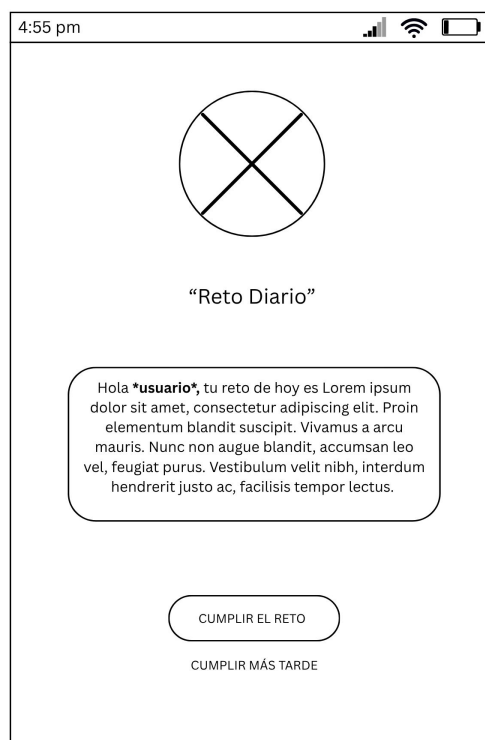 4:55 pm
“Reto Diario”
Hola *usuario*, tu reto de hoy es Lorem ipsum
dolor sit amet, consectetur adipiscing elit. Proin
elementum blandit suscipit. Vivamus a arcu
mauris. Nunc non augue blandit, accumsan leo
vel, feugiat purus. Vestibulum velit nibh, interdum
hendrerit justo ac, facilisis tempor lectus.
CUMPLIR EL RETO
CUMPLIR MÁS TARDE